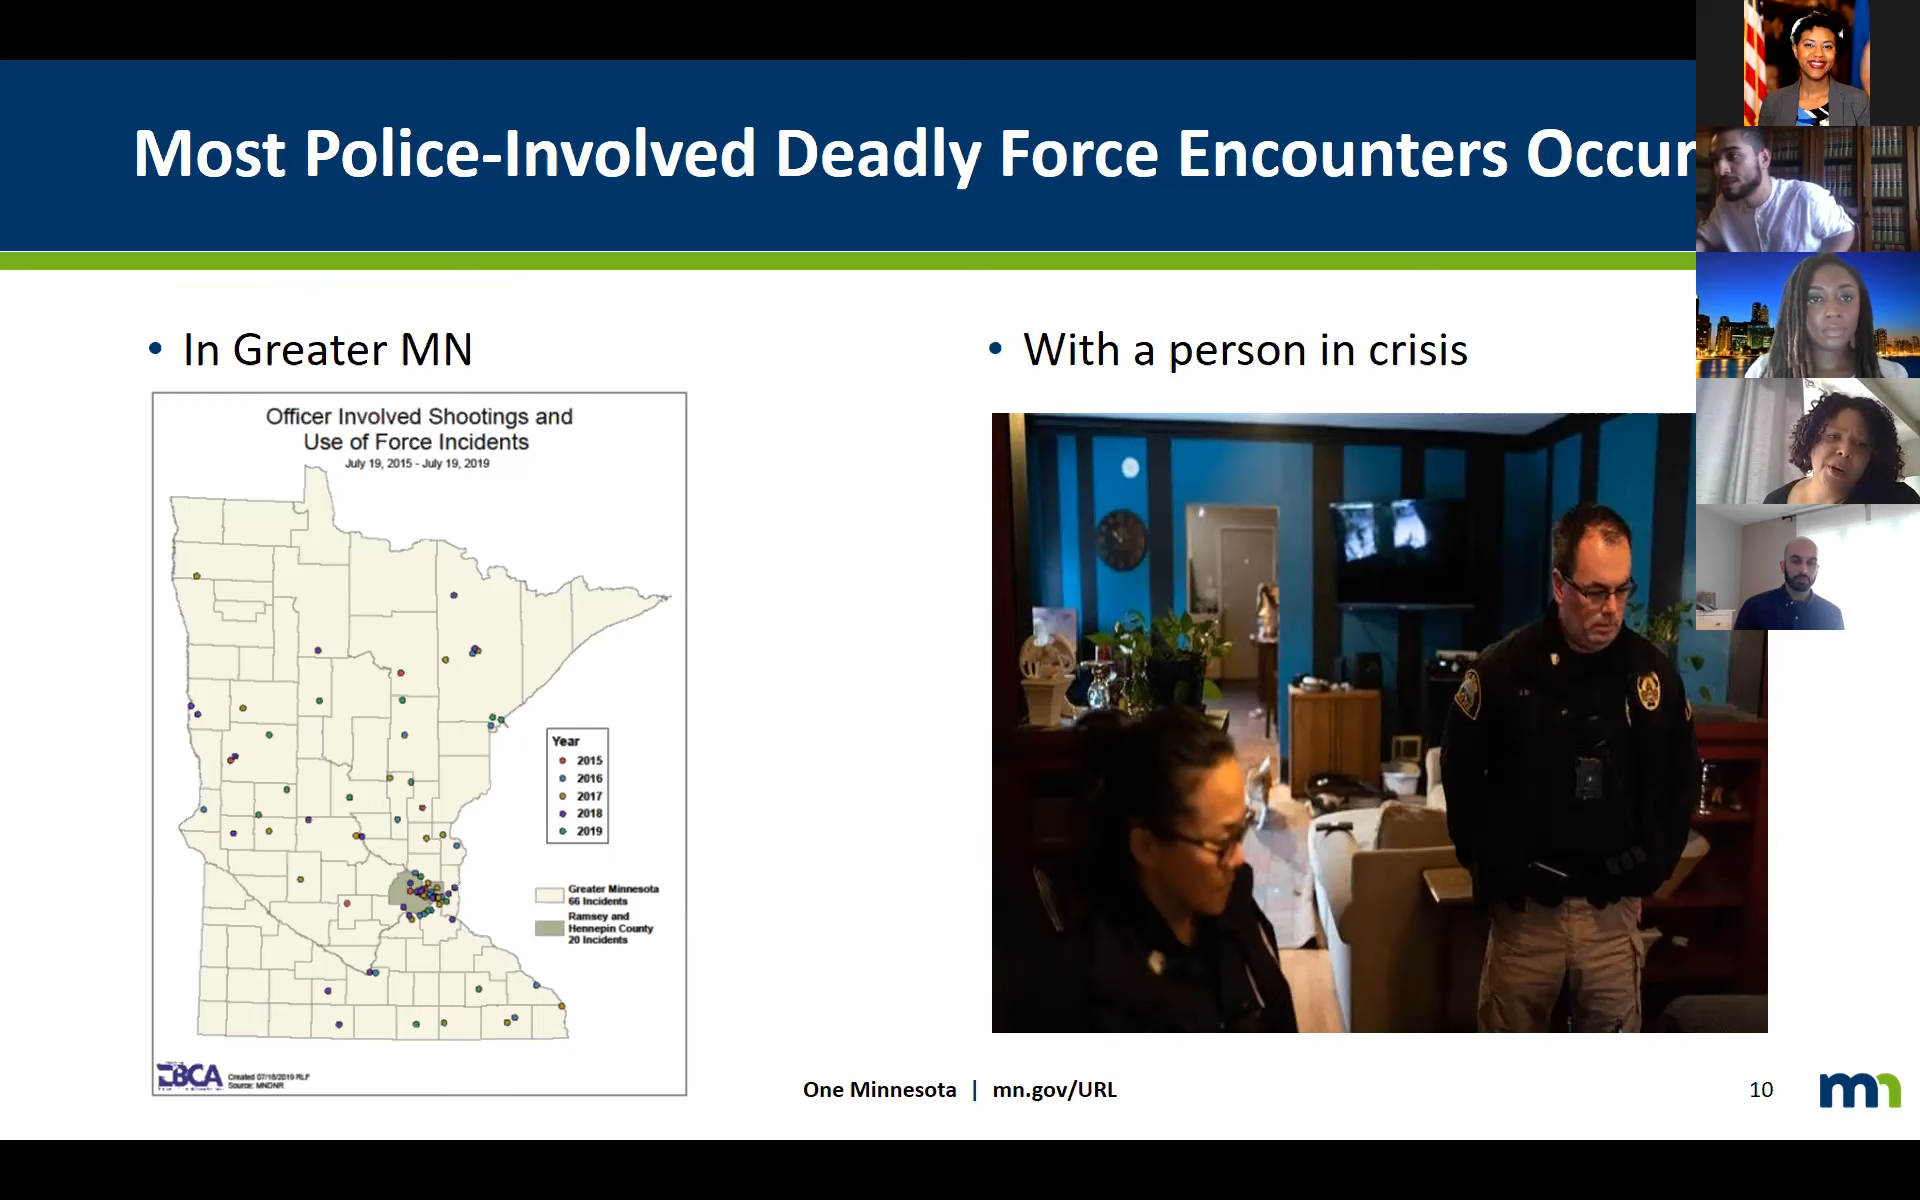 Most Police-Involved Deadly Force Encounters Occur
• In Greater MN
Officer Involved Shootings and
Use of Force Incidents
July 19, 2015 - July 19, 2019
Year
2015
2016
2017
2018
2019
Greater Minnesota
66 Incidents
Ramsey and
Hennepin County
20 Incidents
BCA
Created 07/16/2019 RLF
Source: MNDNR
• With a person in crisis
One Minnesota | mn.gov/URL
10
mn